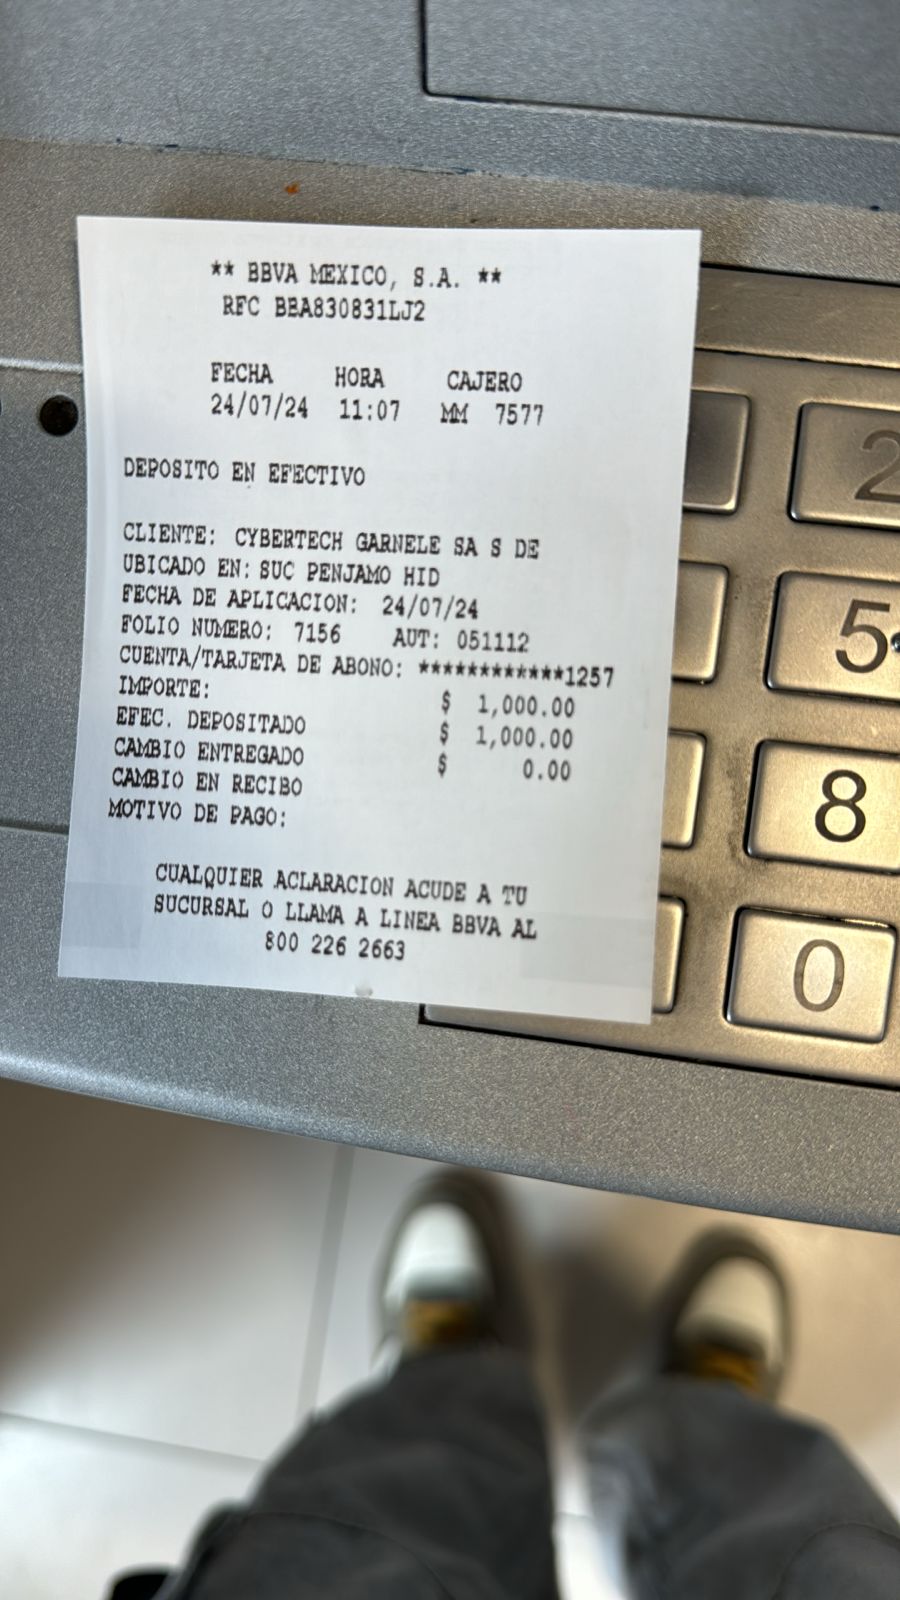 ** BBVA MEXICO, S.A. **
RFC BBA830831LJ2
FECHA HORA CAJERO
24/07/24 11:07 MM 7577
DEPOSITO EN EFECTIVO
CLIENTE: CYBERTECH GARNELE SA S DE
UBICADO EN: SUC PENJAMO HID
FECHA DE APLICACION: 24/07/24
FOLIO NUMERO: 7156 AUT: 051112
CUENTA/TARJETA DE ABONO: ************1257
IMPORTE: $ 1,000.00
EFEC. DEPOSITADO $ 1,000.00
CAMBIO ENTREGADO $ 0.00
CAMBIO EN RECIBO
MOTIVO DE PAGO:
CUALQUIER ACLARACION ACUDE A TU
SUCURSAL O LLAMA A LINEA BBVA AL
800 226 2663
2
5
8
0